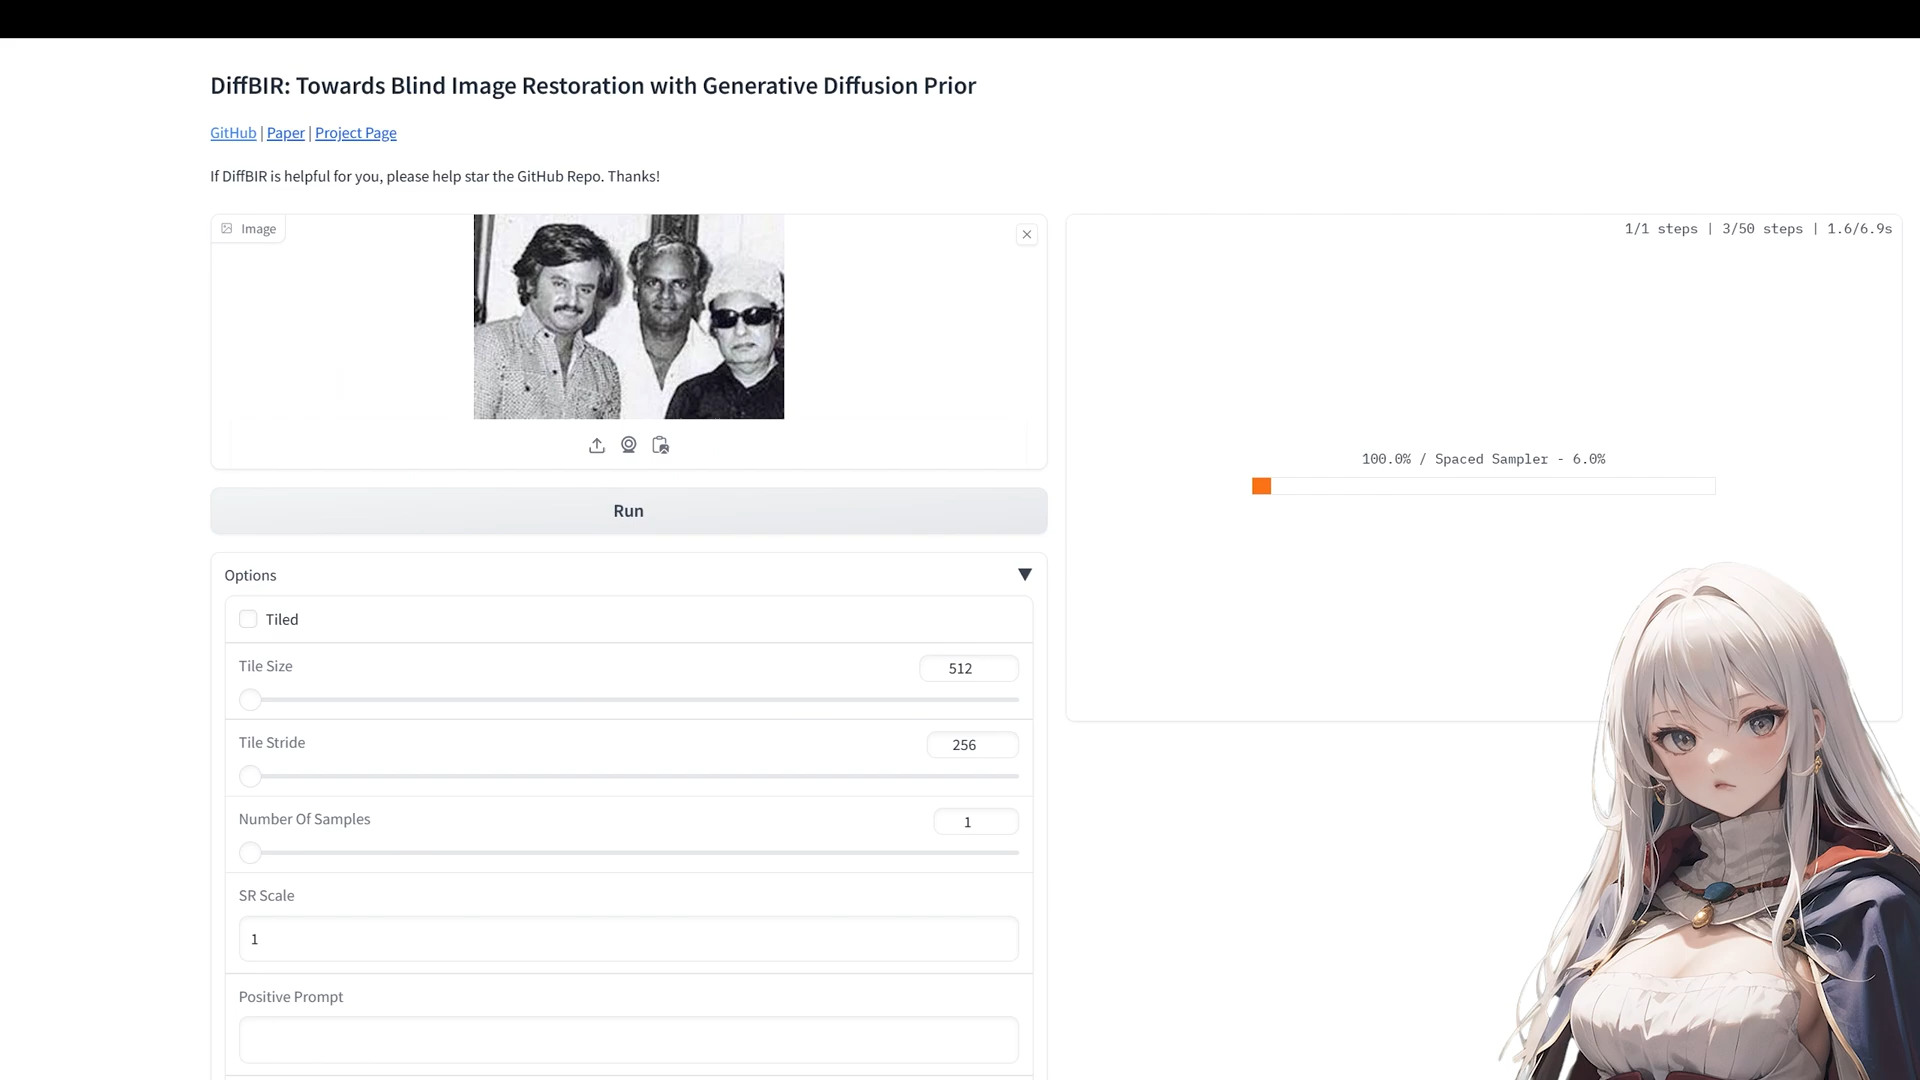 DiffBIR: Towards Blind Image Restoration with Generative Diffusion Prior
GitHub | Paper | Project Page
If DiffBIR is helpful for you, please help star the GitHub Repo. Thanks!
Image
1/1 steps | 3/50 steps | 1.6/6.9s
100.0% / Spaced Sampler - 6.0%
Run
Options
Tiled
Tile Size
512
Tile Stride
256
Number Of Samples
1
SR Scale
1
Positive Prompt